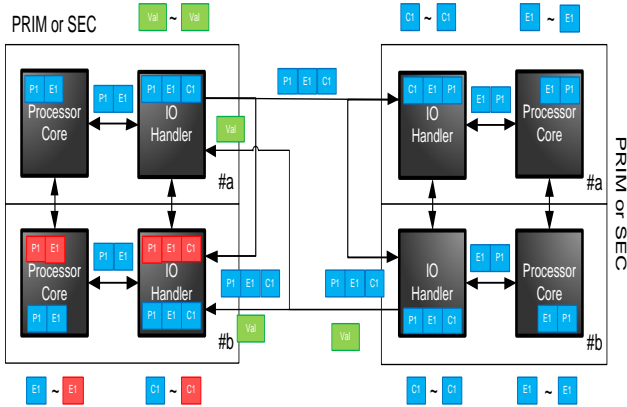 PRIM or SEC
Val ~ Val
C1 ~ C1
E1 ~ E1
P1 E1
Processor
Core
P1 E1
P1 E1 C1
IO
Handler
#a
P1 E1 C1
Val
C1 E1 P1
IO
Handler
E1 P1
E1 P1
Processor
Core
#a
PRIM or SEC
P1 E1
Processor
Core
P1 E1
P1 E1
P1 E1 C1
IO
Handler
P1 E1 C1
#b
P1 E1 C1
Val
P1 E1 C1
Val
IO
Handler
P1 E1 C1
E1 P1
Processor
Core
E1 P1
#b
E1 ~ E1
C1 ~ C1
C1 ~ C1
E1 ~ E1